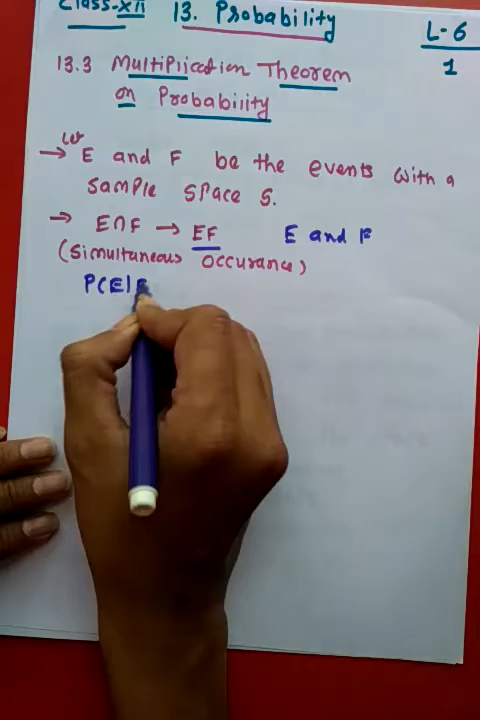 Class-XII 13. Probability L-6
1
13.3 Multiplication Theorem
on Probability
→ Let E and F be the events with a
sample space S.
→ E∩F → EF E and F
(simultaneous occurance)
P(E|